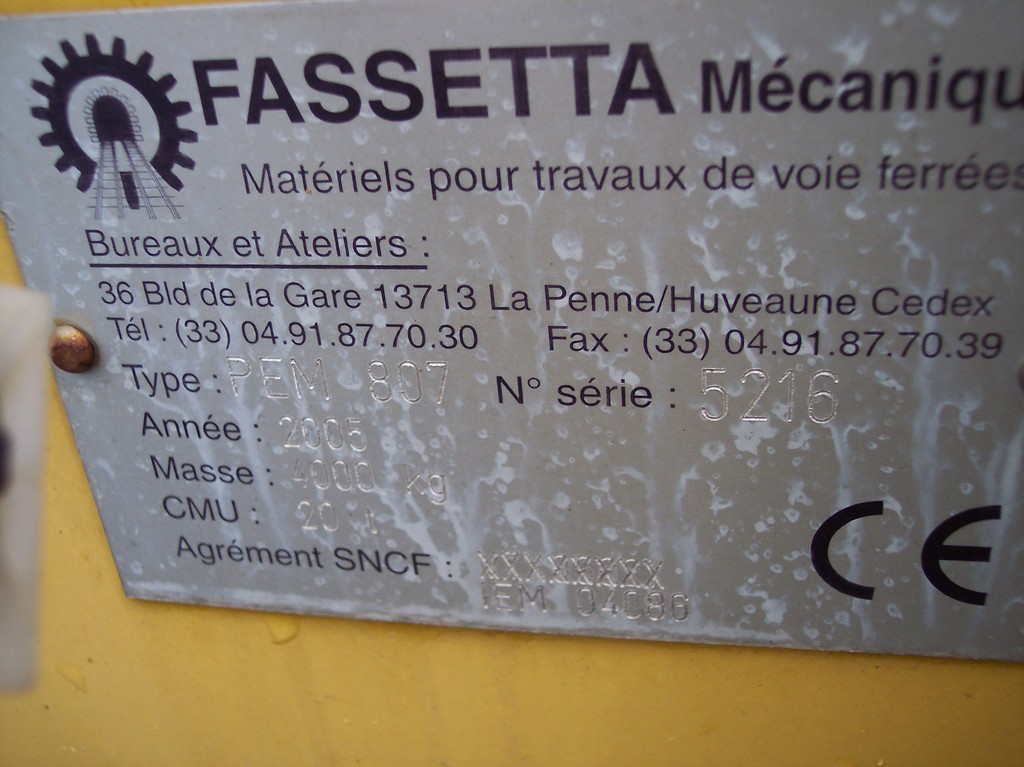 FASSETTA Mécaniqu
Matériels pour travaux de voie ferrées
Bureaux et Ateliers :
36 Bld de la Gare 13713 La Penne/Huveaune Cedex
Tél : (33) 04.91.87.70.30 Fax : (33) 04.91.87.70.39
Type : PEM 807 N° série : 5216
Année : 2005
Masse : 4000 kg
CMU : 20 t
Agrément SNCF : XXXXXXXX
IEM 04086
CE